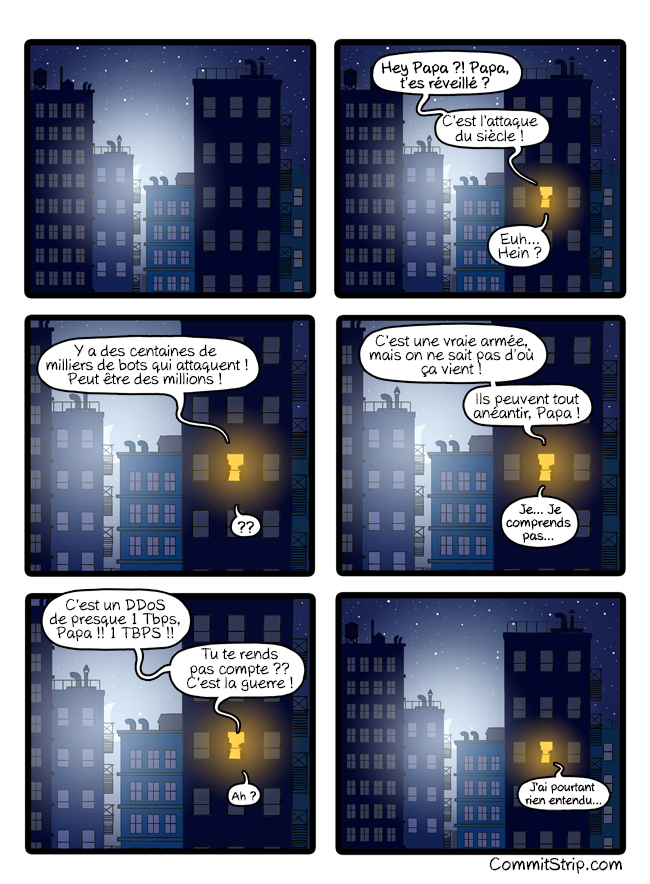 Hey Papa ?! Papa,
t'es réveillé ?
C'est l'attaque
du siècle !
Euh...
Hein ?
Y a des centaines de
milliers de bots qui attaquent !
Peut être des millions !
??
C'est une vraie armée,
mais on ne sait pas d'où
ça vient !
Ils peuvent tout
anéantir, Papa !
Je... Je
comprends
pas...
C'est un DDoS
de presque 1 Tbps,
Papa !! 1 TBPS !!
Tu te rends
pas compte ??
C'est la guerre !
Ah ?
J'ai pourtant
rien entendu...
CommitStrip.com